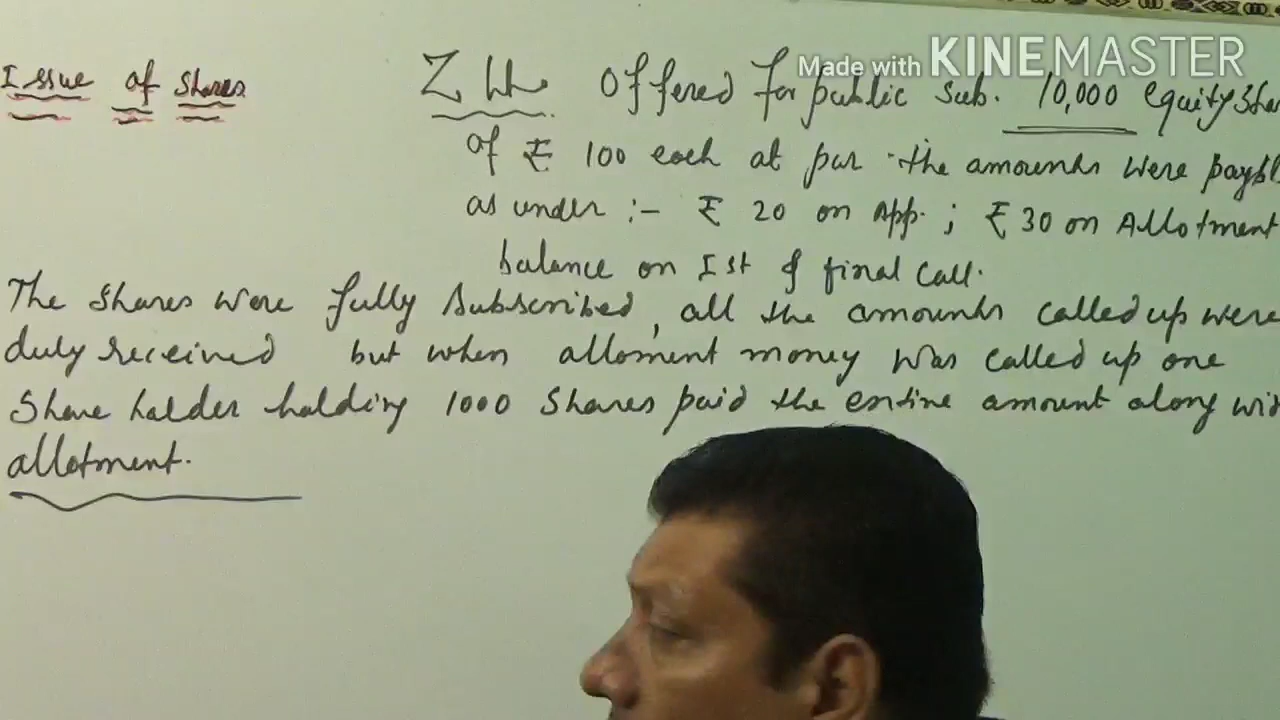 Made with KINEMASTER
Issue of Shares
Z Ltd Offered for public sub. 10,000 equity Shar
of ₹ 100 each at par. the amounts were paybl
as under :- ₹ 20 on App. ; ₹ 30 on Allotment
balance on Ist & final Call.
The shares were fully subscribed, all the amounts called up were
duly received but when alloment money was called up one
Share holder holding 1000 Shares paid the entire amount along wit
allotment.